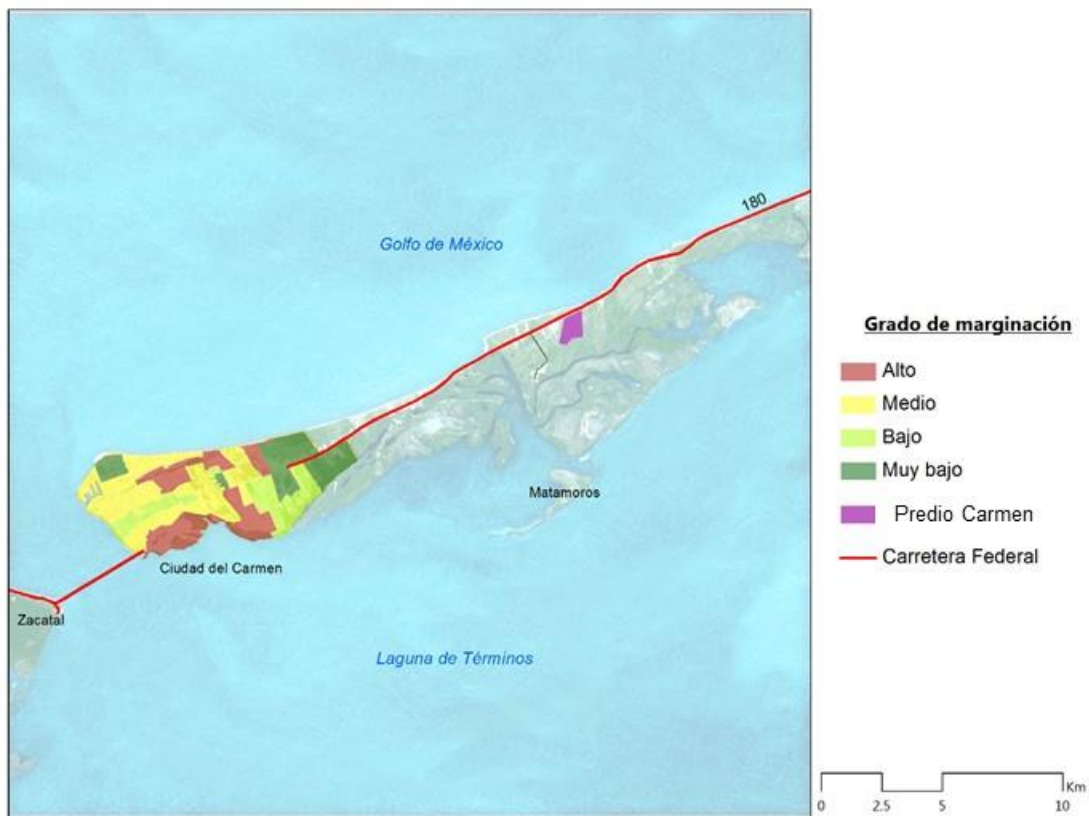 180
Golfo de México
Matamoros
Ciudad del Carmen
Zacatal
Laguna de Términos
Grado de marginación
Alto
Medio
Bajo
Muy bajo
Predio Carmen
Carretera Federal
Km
0 2.5 5 10